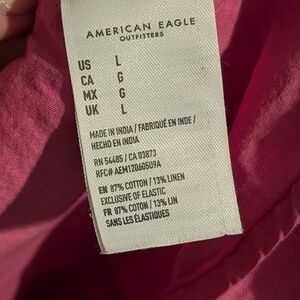 AMERICAN EAGLE
OUTFITTERS
US L
CA G
MX G
UK L
MADE IN INDIA / FABRIQUÉ EN INDE /
HECHO EN INDIA
RN 54485 / CA 03873
RFC# AEM120605U9A
EN 87% COTTON / 13% LINEN
EXCLUSIVE OF ELASTIC
FR 87% COTON / 13% LIN
SANS LES ÉLASTIQUES